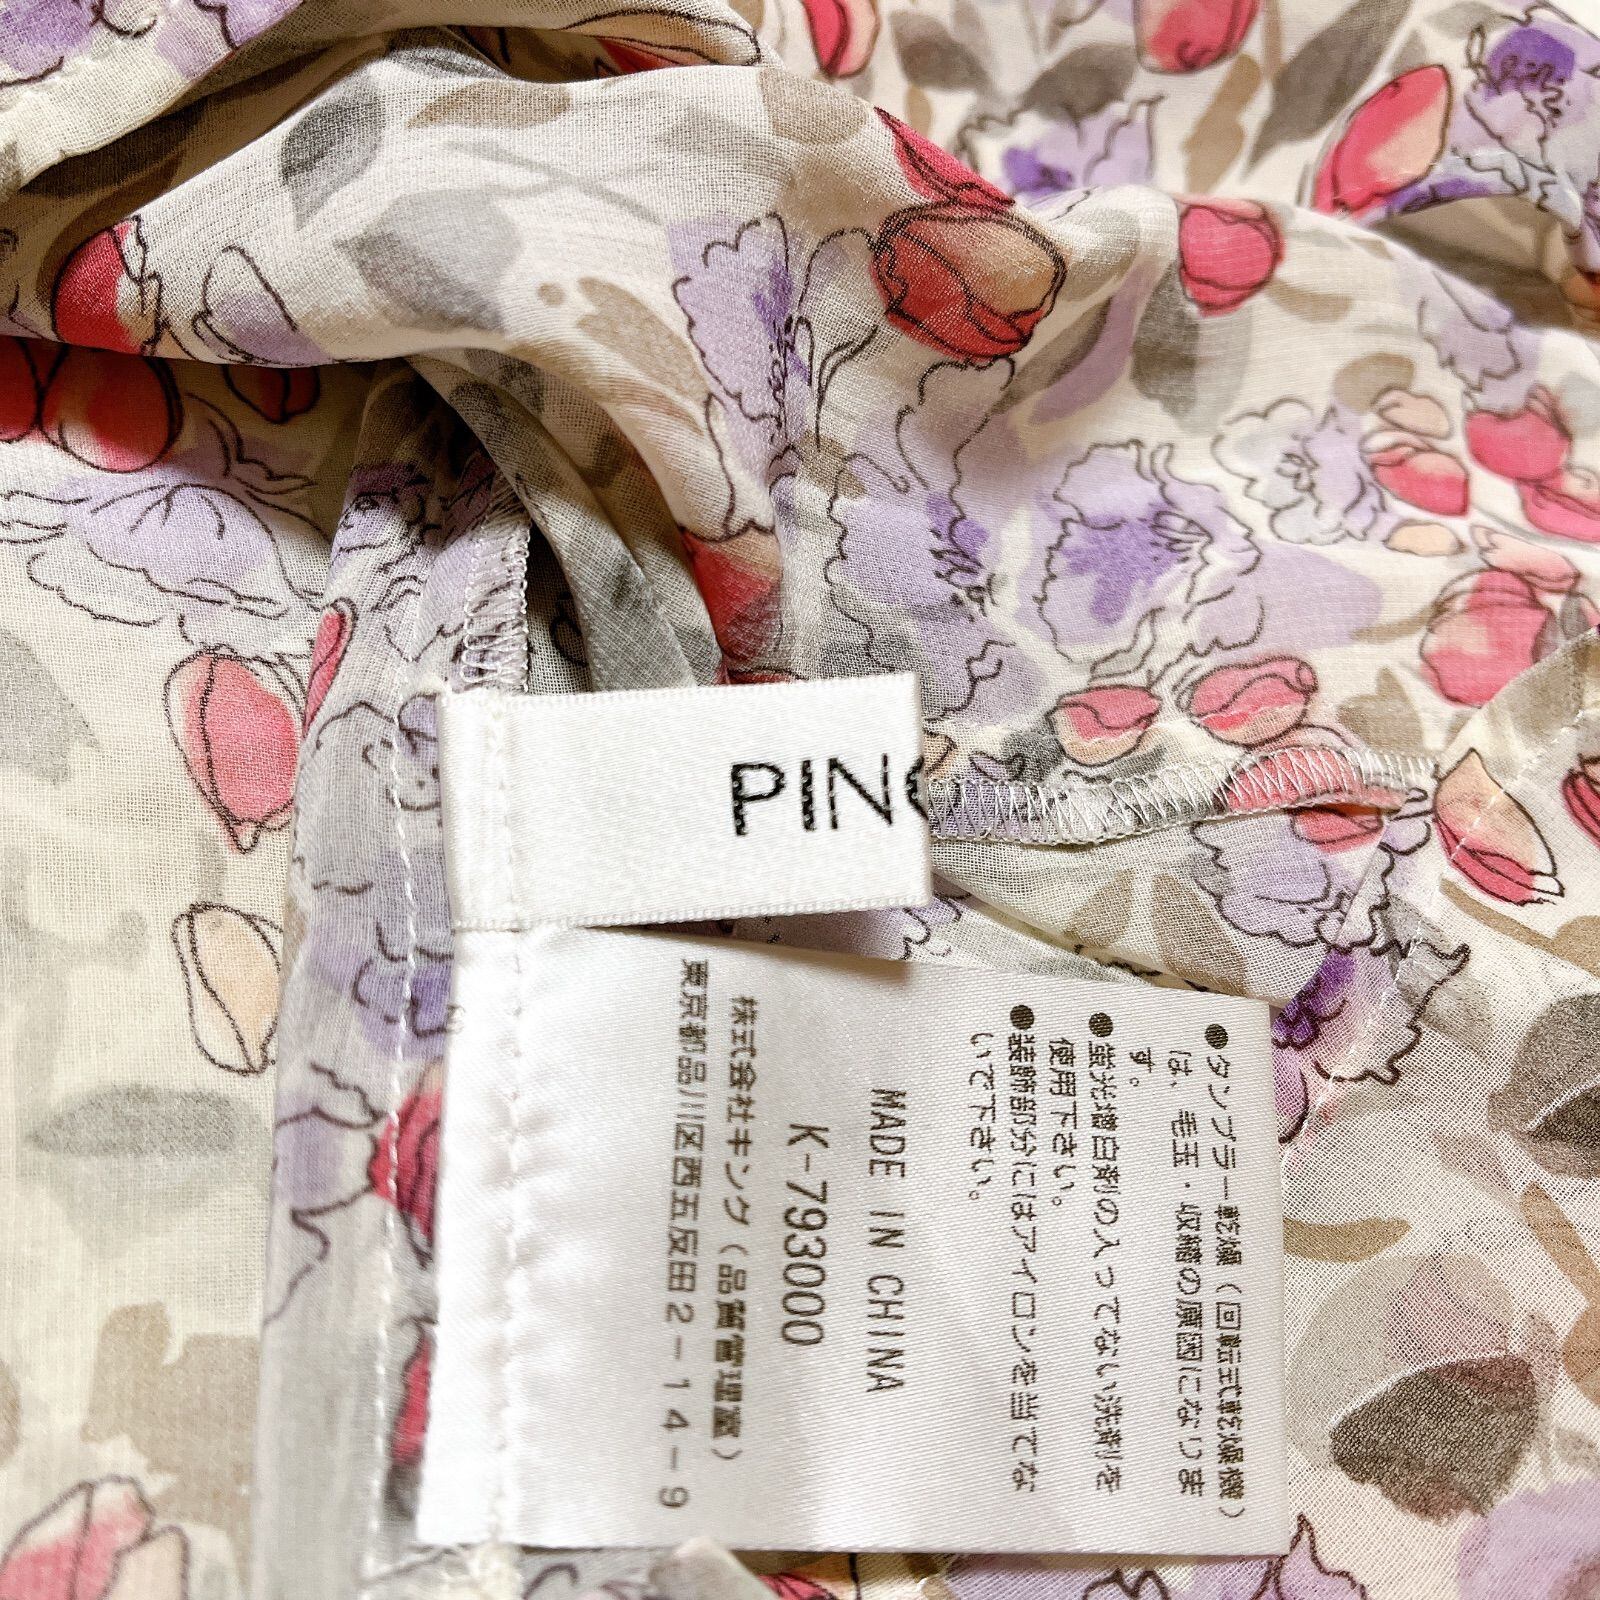 PIN
●タンブラー乾燥(回転式乾燥機)
は、毛玉・収縮の原因になりま
す。
●蛍光増白剤の入ってない洗剤を
使用下さい。
●装飾部分にはアイロンを当てな
いで下さい。
MADE IN CHINA
K-793000
株式会社キング(品質管理室)
東京都品川区西五反田2-14-9